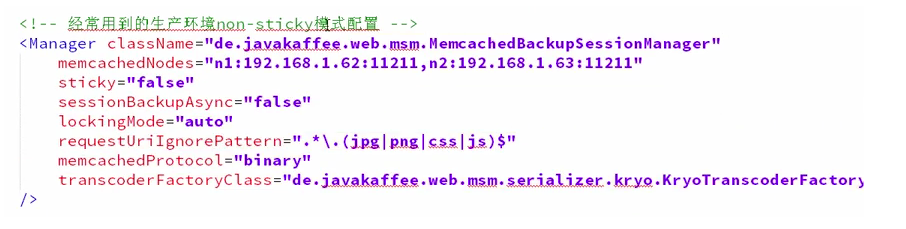 <!-- 经常用到的生产环境non-sticky模式配置 -->
<Manager className="de.javakaffee.web.msm.MemcachedBackupSessionManager"
memcachedNodes="n1:192.168.1.62:11211,n2:192.168.1.63:11211"
sticky="false"
sessionBackupAsync="false"
lockingMode="auto"
requestUriIgnorePattern=".*\.(jpg|png|css|js)$"
memcachedProtocol="binary"
transcoderFactoryClass="de.javakaffee.web.msm.serializer.kryo.KryoTranscoderFactory
/>